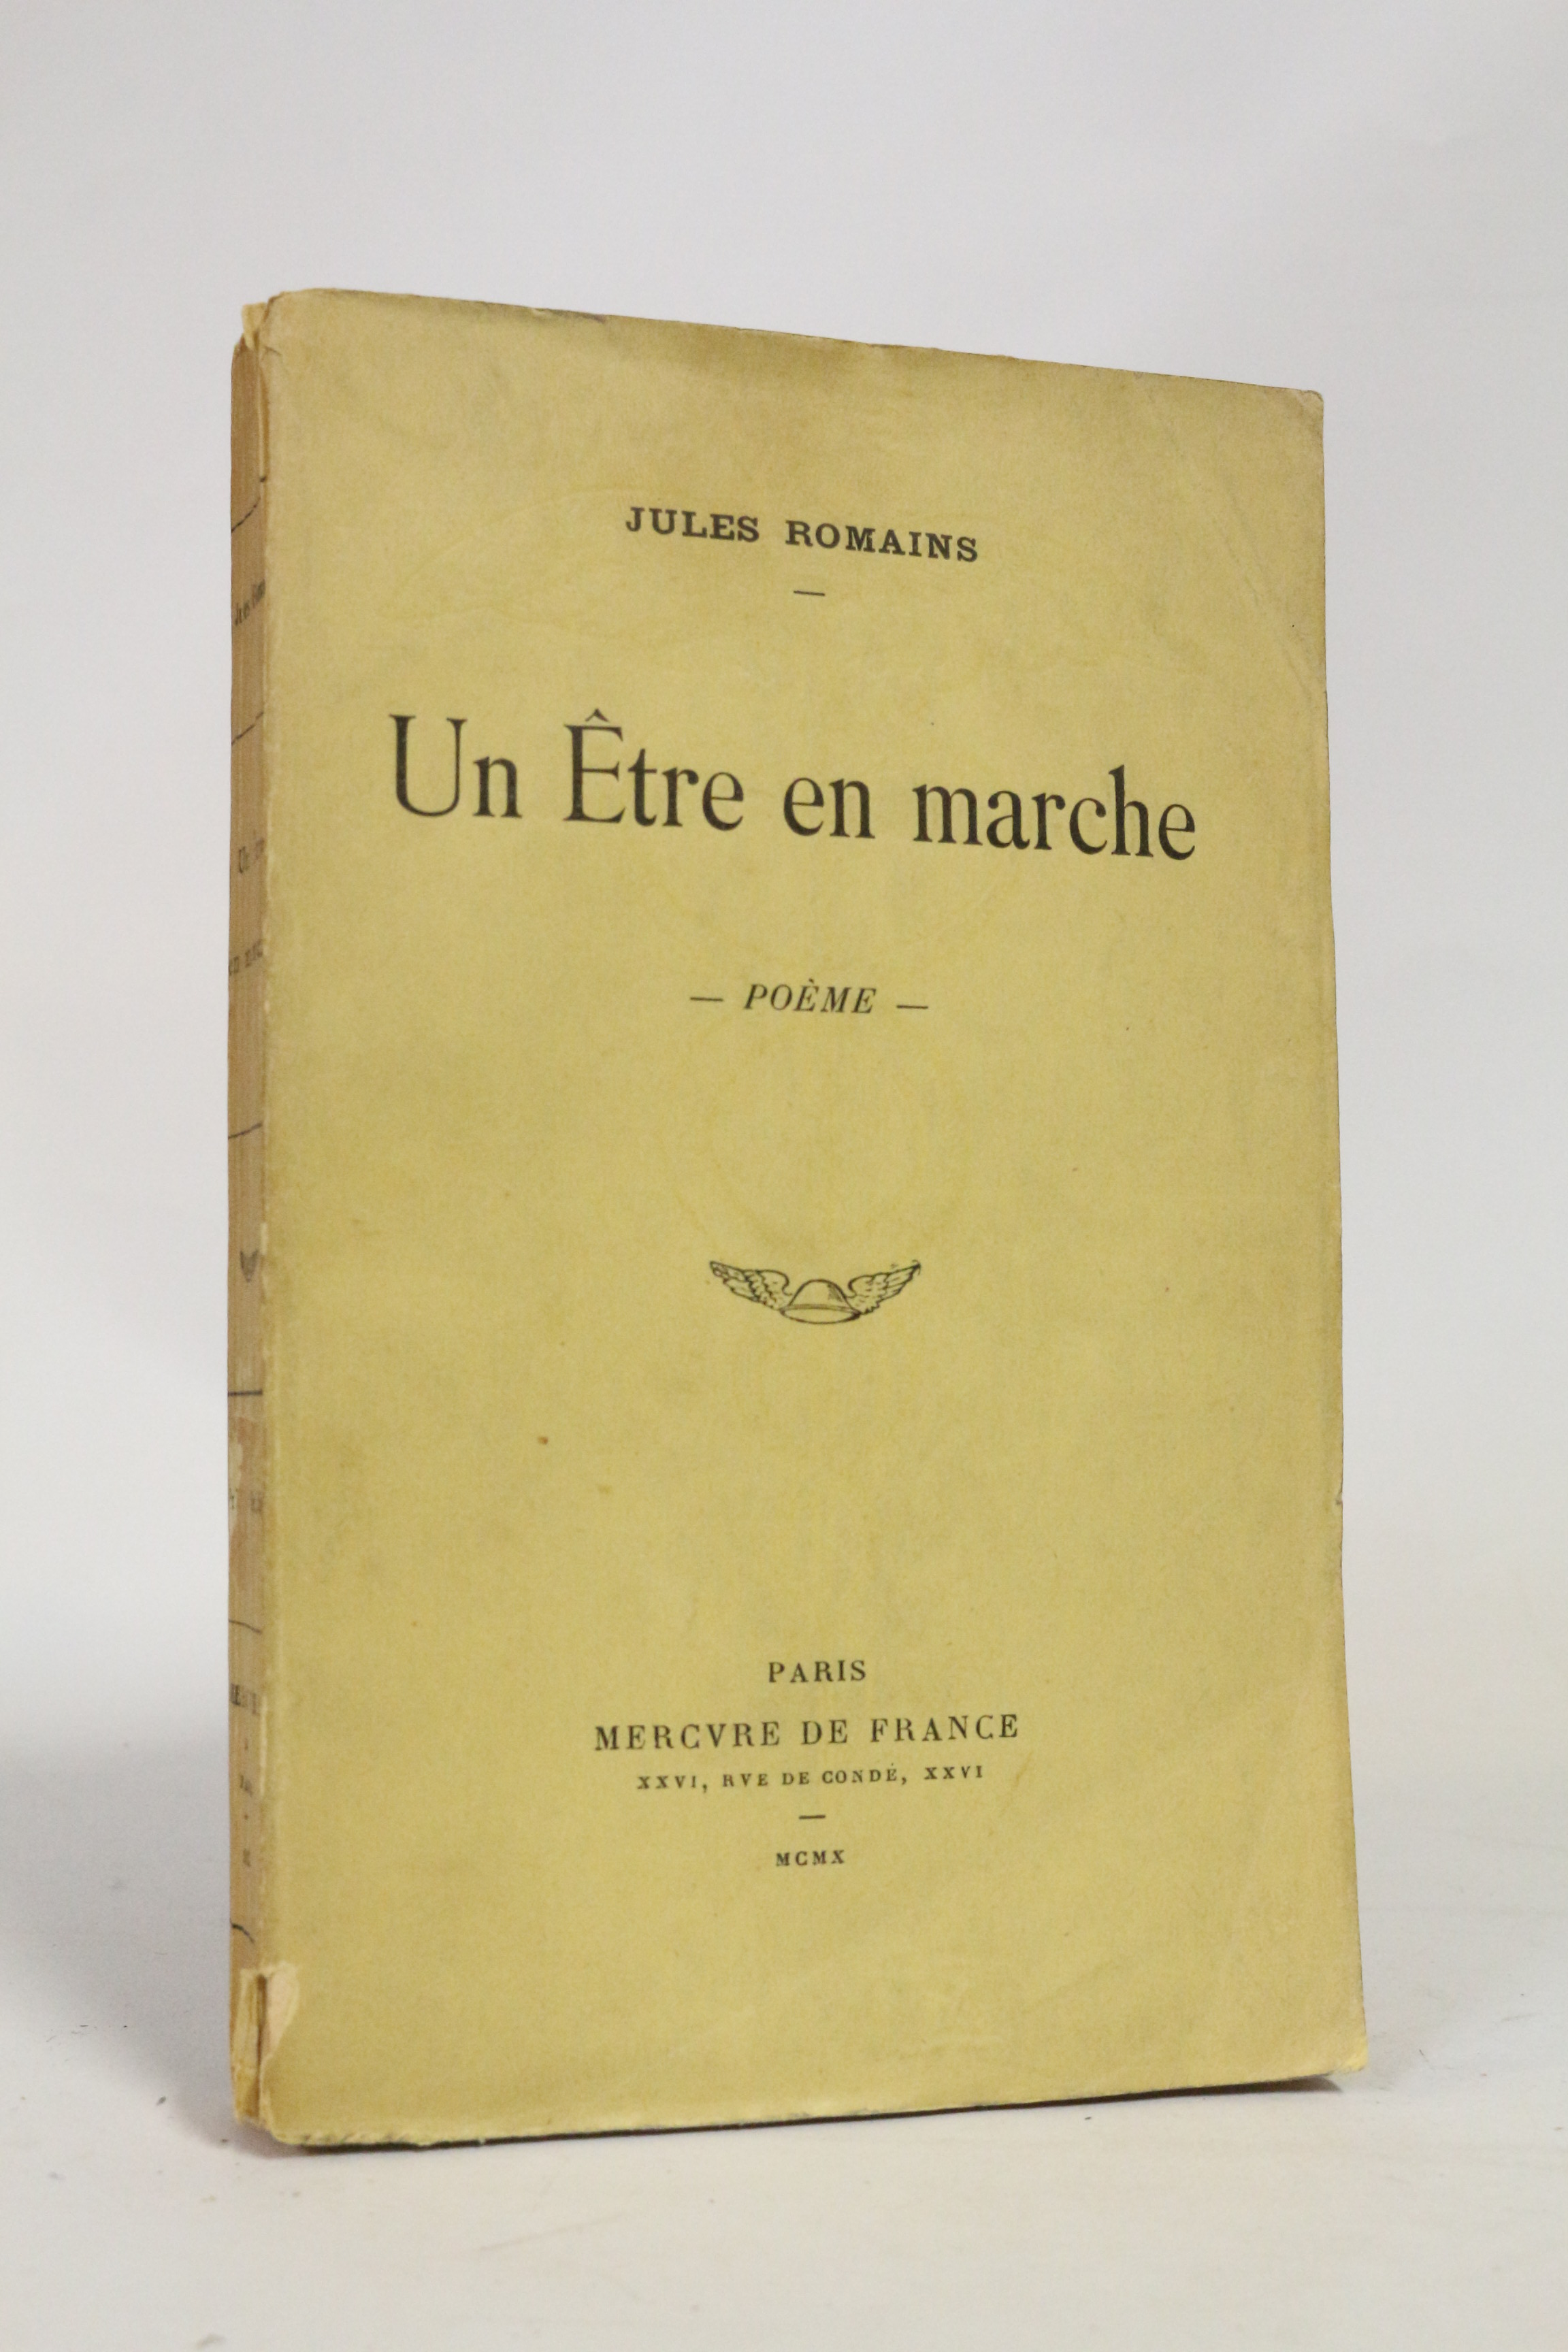 JULES ROMAINS
—
Un Être en marche
— POÈME —
PARIS
MERCVRE DE FRANCE
XXVI, RVE DE CONDÉ, XXVI
—
MCMX